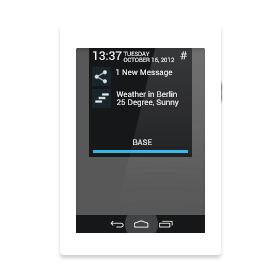 13:37 TUESDAY
OCTOBER 16, 2012 #
1 New Message
Weather in Berlin
25 Degree, Sunny
BASE